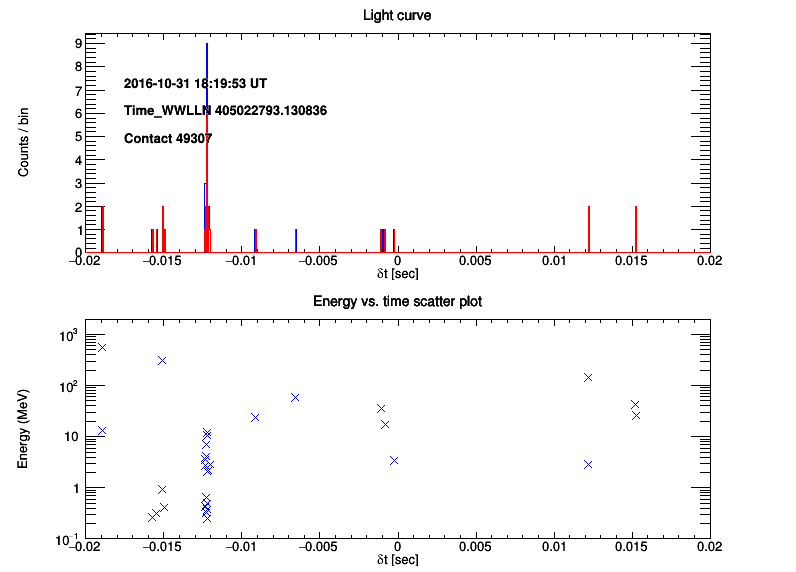 Light curve
Counts / bin
9
8
7
6
5
4
3
2
1
0
2016-10-31 18:19:53 UT
Time_WWLLN 405022793.130836
Contact 49307
−0.02 −0.015 −0.01 −0.005 0 0.005 0.01 0.015 0.02
δt [sec]
Energy vs. time scatter plot
Energy (MeV)
10³
10²
10
1
10⁻¹
−0.02 −0.015 −0.01 −0.005 0 0.005 0.01 0.015 0.02
δt [sec]